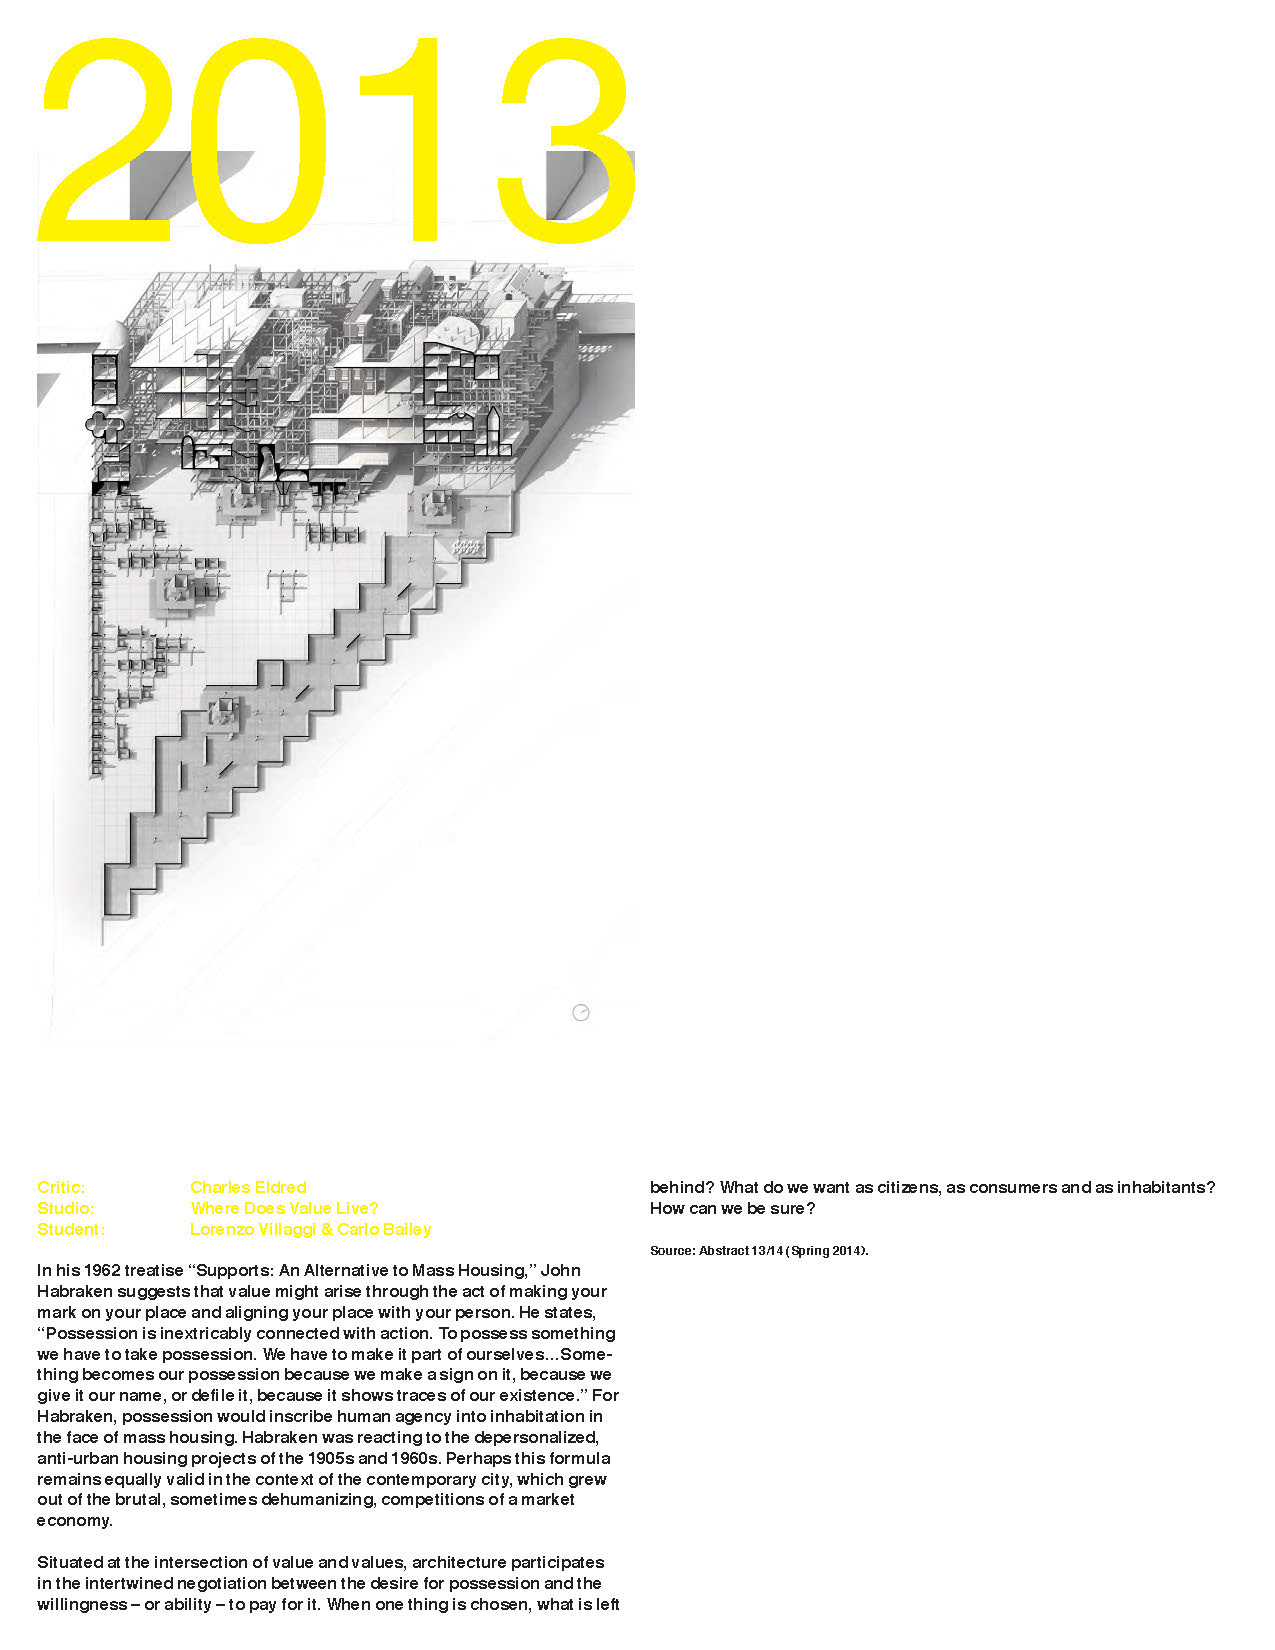 2013
Critic: Charles Eldred
Studio: Where Does Value Live?
Student: Lorenzo Villaggi & Carlo Bailey
In his 1962 treatise “Supports: An Alternative to Mass Housing,” John
Habraken suggests that value might arise through the act of making your
mark on your place and aligning your place with your person. He states,
“Possession is inextricably connected with action. To possess something
we have to take possession. We have to make it part of ourselves...Some-
thing becomes our possession because we make a sign on it, because we
give it our name, or defile it, because it shows traces of our existence.” For
Habraken, possession would inscribe human agency into inhabitation in
the face of mass housing. Habraken was reacting to the depersonalized,
anti-urban housing projects of the 1905s and 1960s. Perhaps this formula
remains equally valid in the context of the contemporary city, which grew
out of the brutal, sometimes dehumanizing, competitions of a market
economy.
Situated at the intersection of value and values, architecture participates
in the intertwined negotiation between the desire for possession and the
willingness – or ability – to pay for it. When one thing is chosen, what is left
behind? What do we want as citizens, as consumers and as inhabitants?
How can we be sure?
Source: Abstract 13/14 (Spring 2014).